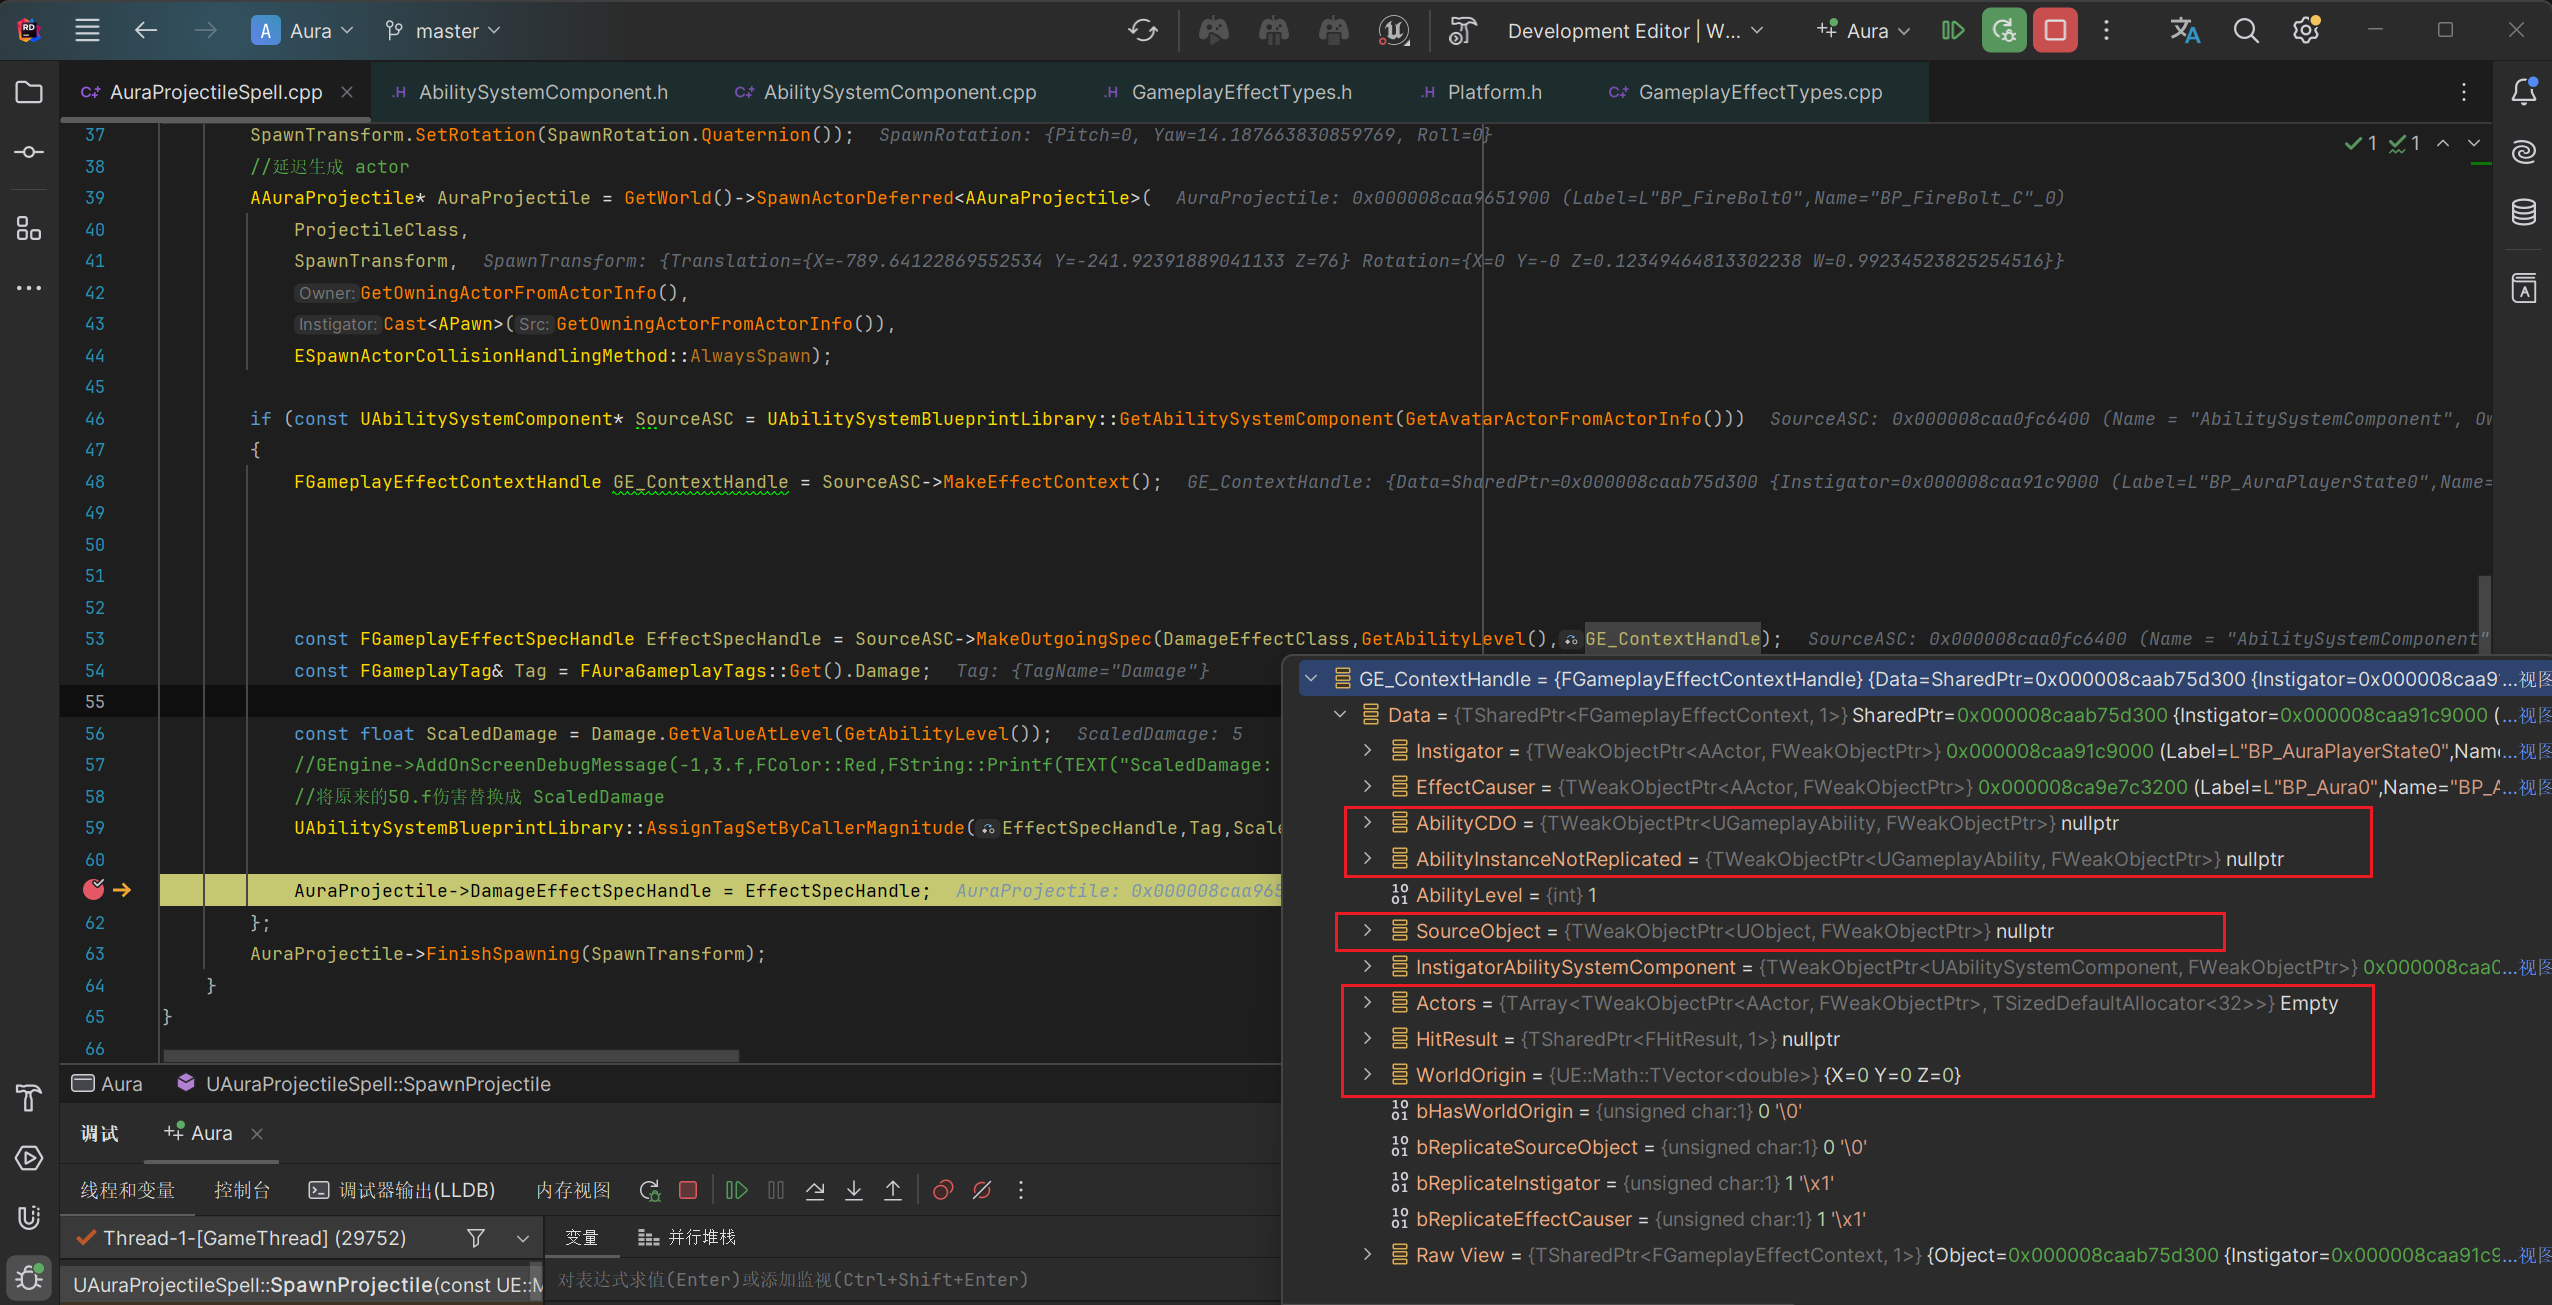 A Aura master Development Editor | W... Aura
AuraProjectileSpell.cpp AbilitySystemComponent.h AbilitySystemComponent.cpp GameplayEffectTypes.h Platform.h GameplayEffectTypes.cpp
37 SpawnTransform.SetRotation(SpawnRotation.Quaternion()); SpawnRotation: {Pitch=0, Yaw=14.187663830859769, Roll=0}
1 1
38 //延迟生成 actor
39 AAuraProjectile* AuraProjectile = GetWorld()->SpawnActorDeferred<AAuraProjectile>( AuraProjectile: 0x000008caa9651900 (Label=L"BP_FireBolt0",Name="BP_FireBolt_C"_0)
40 ProjectileClass,
41 SpawnTransform, SpawnTransform: {Translation={X=-789.64122869552534 Y=-241.92391889041133 Z=76} Rotation={X=0 Y=-0 Z=0.12349464813302238 W=0.99234523825254516}}
42 Owner: GetOwningActorFromActorInfo(),
43 Instigator: Cast<APawn>( Src: GetOwningActorFromActorInfo()),
44 ESpawnActorCollisionHandlingMethod::AlwaysSpawn);
45
46 if (const UAbilitySystemComponent* SourceASC = UAbilitySystemBlueprintLibrary::GetAbilitySystemComponent(GetAvatarActorFromActorInfo())) SourceASC: 0x000008caa0fc6400 (Name = "AbilitySystemComponent", Ow
47 {
48 FGameplayEffectContextHandle GE_ContextHandle = SourceASC->MakeEffectContext(); GE_ContextHandle: {Data=SharedPtr=0x000008caab75d300 {Instigator=0x000008caa91c9000 (Label=L"BP_AuraPlayerState0",Name=
49
50
51
52
53 const FGameplayEffectSpecHandle EffectSpecHandle = SourceASC->MakeOutgoingSpec(DamageEffectClass,GetAbilityLevel(), GE_ContextHandle); SourceASC: 0x000008caa0fc6400 (Name = "AbilitySystemComponent"
54 const FGameplayTag& Tag = FAuraGameplayTags::Get().Damage; Tag: {TagName="Damage"}
55
56 const float ScaledDamage = Damage.GetValueAtLevel(GetAbilityLevel()); ScaledDamage: 5
57 //GEngine->AddOnScreenDebugMessage(-1,3.f,FColor::Red,FString::Printf(TEXT("ScaledDamage:
58 //将原来的50.f伤害替换成 ScaledDamage
59 UAbilitySystemBlueprintLibrary::AssignTagSetByCallerMagnitude( EffectSpecHandle,Tag,Scale
60
AuraProjectile->DamageEffectSpecHandle = EffectSpecHandle; AuraProjectile: 0x000008caa965
62 };
63 AuraProjectile->FinishSpawning(SpawnTransform);
64 }
65 }
66
GE_ContextHandle = {FGameplayEffectContextHandle} {Data=SharedPtr=0x000008caab75d300 {Instigator=0x000008caa9'...视图
Data = {TSharedPtr<FGameplayEffectContext, 1>} SharedPtr=0x000008caab75d300 {Instigator=0x000008caa91c9000 (...视图
Instigator = {TWeakObjectPtr<AActor, FWeakObjectPtr>} 0x000008caa91c9000 (Label=L"BP_AuraPlayerState0",Name...视图
EffectCauser = {TWeakObjectPtr<AActor, FWeakObjectPtr>} 0x000008ca9e7c3200 (Label=L"BP_Aura0",Name="BP_A...视图
AbilityCDO = {TWeakObjectPtr<UGameplayAbility, FWeakObjectPtr>} nullptr
AbilityInstanceNotReplicated = {TWeakObjectPtr<UGameplayAbility, FWeakObjectPtr>} nullptr
AbilityLevel = {int} 1
SourceObject = {TWeakObjectPtr<UObject, FWeakObjectPtr>} nullptr
InstigatorAbilitySystemComponent = {TWeakObjectPtr<UAbilitySystemComponent, FWeakObjectPtr>} 0x000008caa0...视图
Actors = {TArray<TWeakObjectPtr<AActor, FWeakObjectPtr>, TSizedDefaultAllocator<32>>} Empty
HitResult = {TSharedPtr<FHitResult, 1>} nullptr
WorldOrigin = {UE::Math::TVector<double>} {X=0 Y=0 Z=0}
bHasWorldOrigin = {unsigned char:1} 0 '\0'
bReplicateSourceObject = {unsigned char:1} 0 '\0'
bReplicateInstigator = {unsigned char:1} 1 '\x1'
bReplicateEffectCauser = {unsigned char:1} 1 '\x1'
Raw View = {TSharedPtr<FGameplayEffectContext, 1>} {Object=0x000008caab75d300 {Instigator=0x000008caa91c9...视图
Aura UAuraProjectileSpell::SpawnProjectile
调试 Aura
线程和变量 控制台 调试器输出(LLDB) 内存视图
Thread-1-[GameThread] (29752) 变量 并行堆栈
UAuraProjectileSpell::SpawnProjectile(const UE::M 对表达式求值(Enter)或添加监视(Ctrl+Shift+Enter)